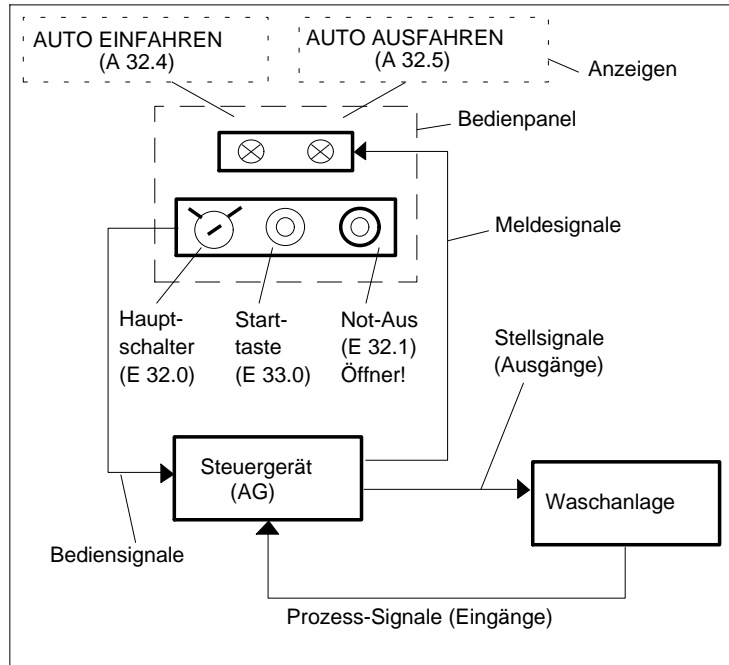 AUTO EINFAHREN
(A 32.4)
AUTO AUSFAHREN
(A 32.5)
Anzeigen
Bedienpanel
Meldesignale
Haupt-
schalter
(E 32.0)
Start-
taste
(E 33.0)
Not-Aus
(E 32.1)
Öffner!
Stellsignale
(Ausgänge)
Steuergerät
(AG)
Waschanlage
Bediensignale
Prozess-Signale (Eingänge)